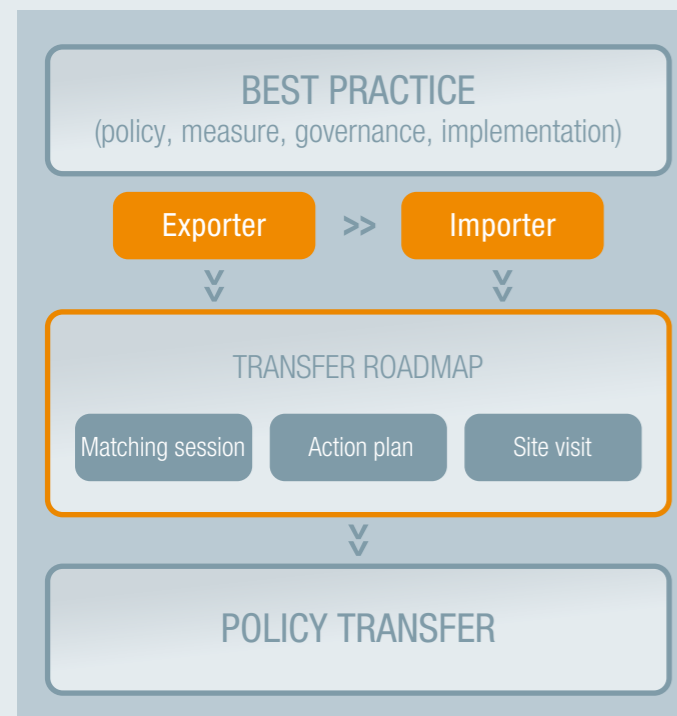 BEST PRACTICE
(policy, measure, governance, implementation)
Exporter >> Importer
TRANSFER ROADMAP
Matching session Action plan Site visit
POLICY TRANSFER